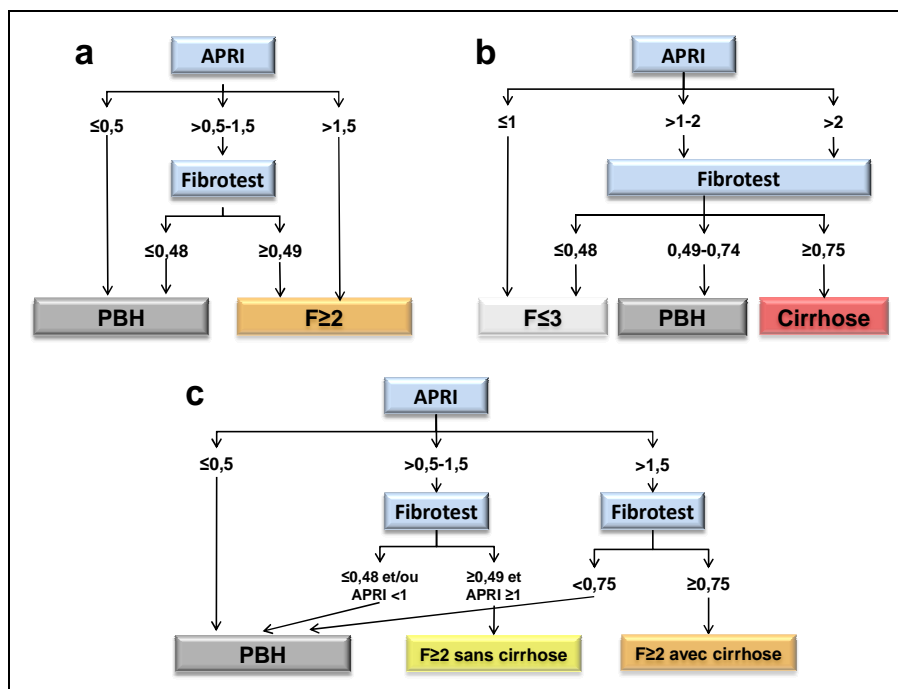 a
APRI
≤0,5
>0,5-1,5
>1,5
Fibrotest
≤0,48
≥0,49
PBH
F≥2
b
APRI
≤1
>1-2
>2
Fibrotest
≤0,48
0,49-0,74
≥0,75
F≤3
PBH
Cirrhose
c
APRI
≤0,5
>0,5-1,5
>1,5
Fibrotest
Fibrotest
≤0,48 et/ou
APRI <1
≥0,49 et
APRI ≥1
<0,75
≥0,75
PBH
F≥2 sans cirrhose
F≥2 avec cirrhose